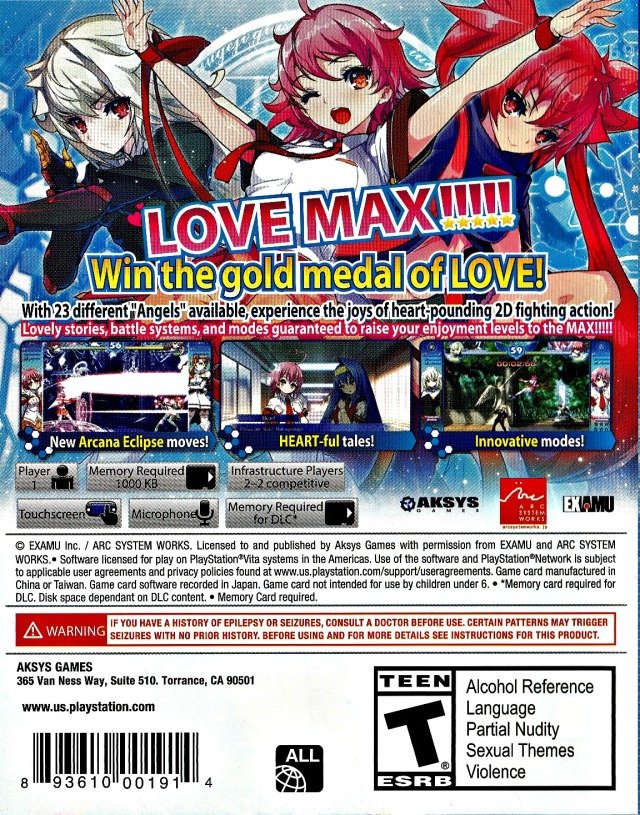 LOVE MAX!!!!!
Win the gold medal of LOVE!
With 23 different "Angels" available, experience the joys of heart-pounding 2D fighting action!
Lovely stories, battle systems, and modes guaranteed to raise your enjoyment levels to the MAX!!!!!
56
59
New Arcana Eclipse moves!
HEART-ful tales!
Innovative modes!
Player
1
Memory Required
1000 KB
Infrastructure Players
2-2 competitive
Touchscreen
Microphone
Memory Required
for DLC*
AKSYS
GAMES
ARC
SYSTEM
WORKS
arcsystemworks.jp
EXAMU
© EXAMU Inc. / ARC SYSTEM WORKS. Licensed to and published by Aksys Games with permission from EXAMU and ARC SYSTEM
WORKS.• Software licensed for play on PlayStation®Vita systems in the Americas. Use of the software and PlayStation®Network is subject
to applicable user agreements and privacy policies found at www.us.playstation.com/support/useragreements. Game card manufactured in
China or Taiwan. Game card software recorded in Japan. Game card not intended for use by children under 6. • *Memory card required for
DLC. Disk space dependant on DLC content. • Memory Card required.
WARNING
IF YOU HAVE A HISTORY OF EPILEPSY OR SEIZURES, CONSULT A DOCTOR BEFORE USE. CERTAIN PATTERNS MAY TRIGGER
SEIZURES WITH NO PRIOR HISTORY. BEFORE USING AND FOR MORE DETAILS SEE INSTRUCTIONS FOR THIS PRODUCT.
AKSYS GAMES
365 Van Ness Way, Suite 510. Torrance, CA 90501
www.us.playstation.com
8 93610 00191 4
ALL
TEEN
T
®
ESRB
Alcohol Reference
Language
Partial Nudity
Sexual Themes
Violence